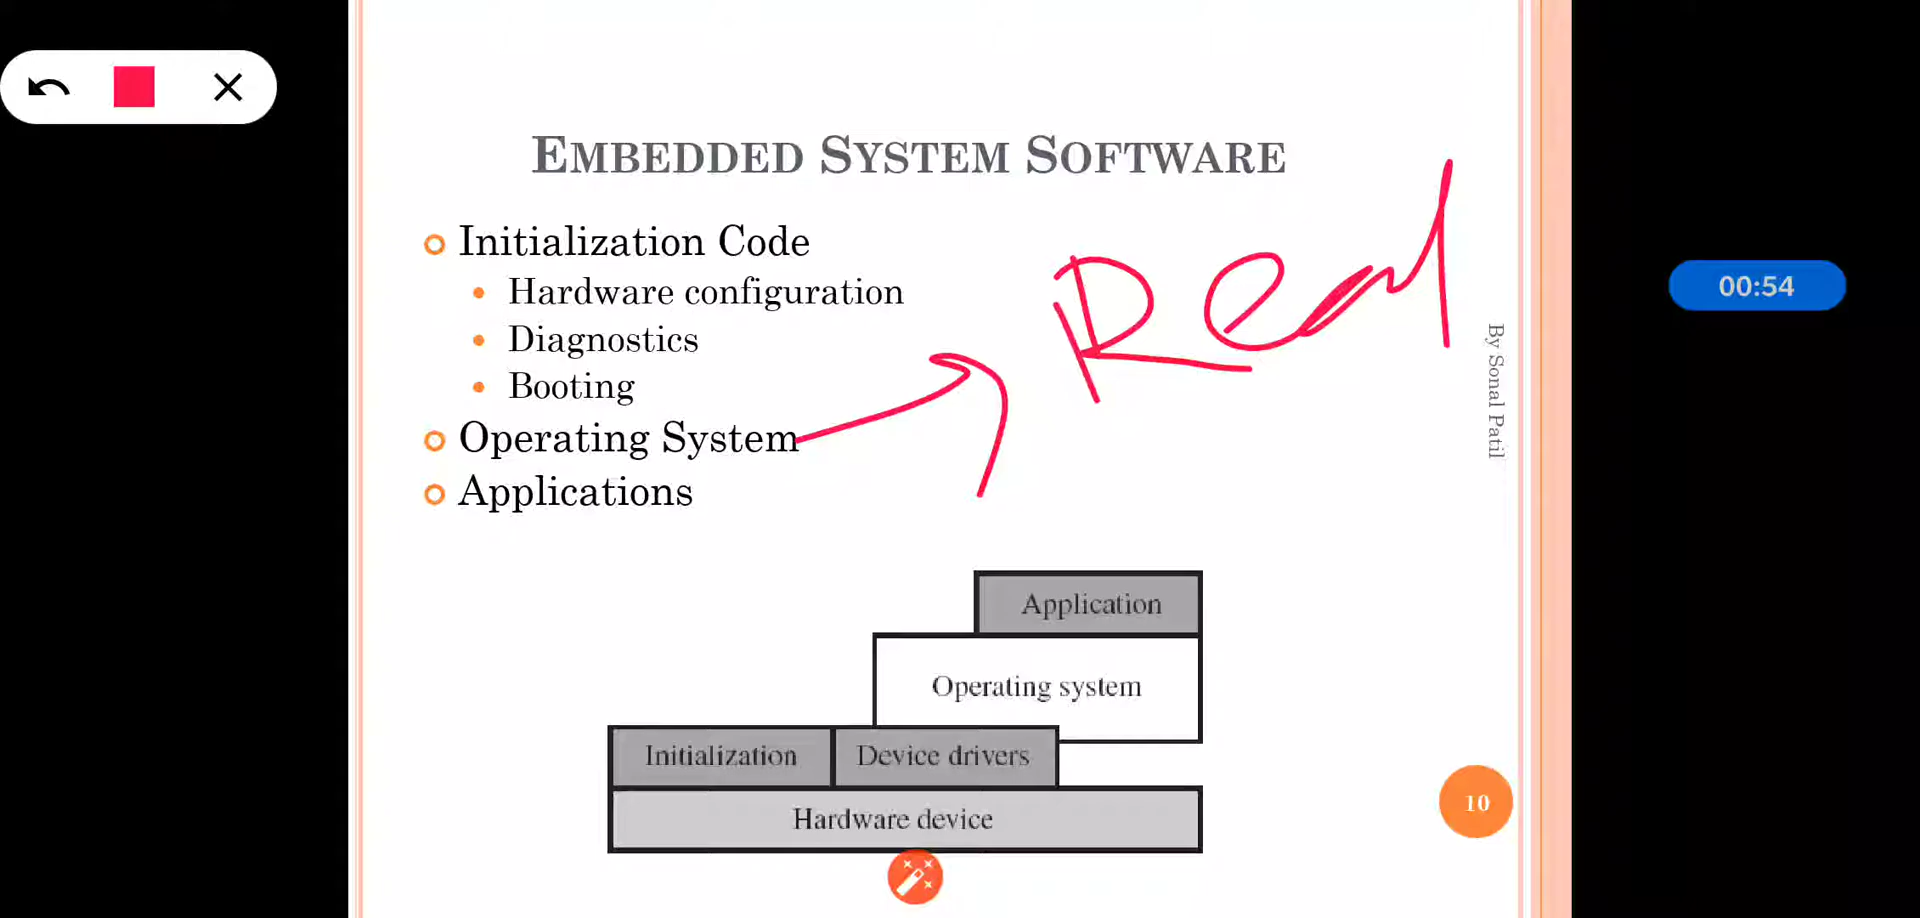 EMBEDDED SYSTEM SOFTWARE
Initialization Code
Hardware configuration
Diagnostics
Booting
Operating System
Applications
Real
00:54
By Sonal Patil
Application
Operating system
Initialization
Device drivers
Hardware device
10